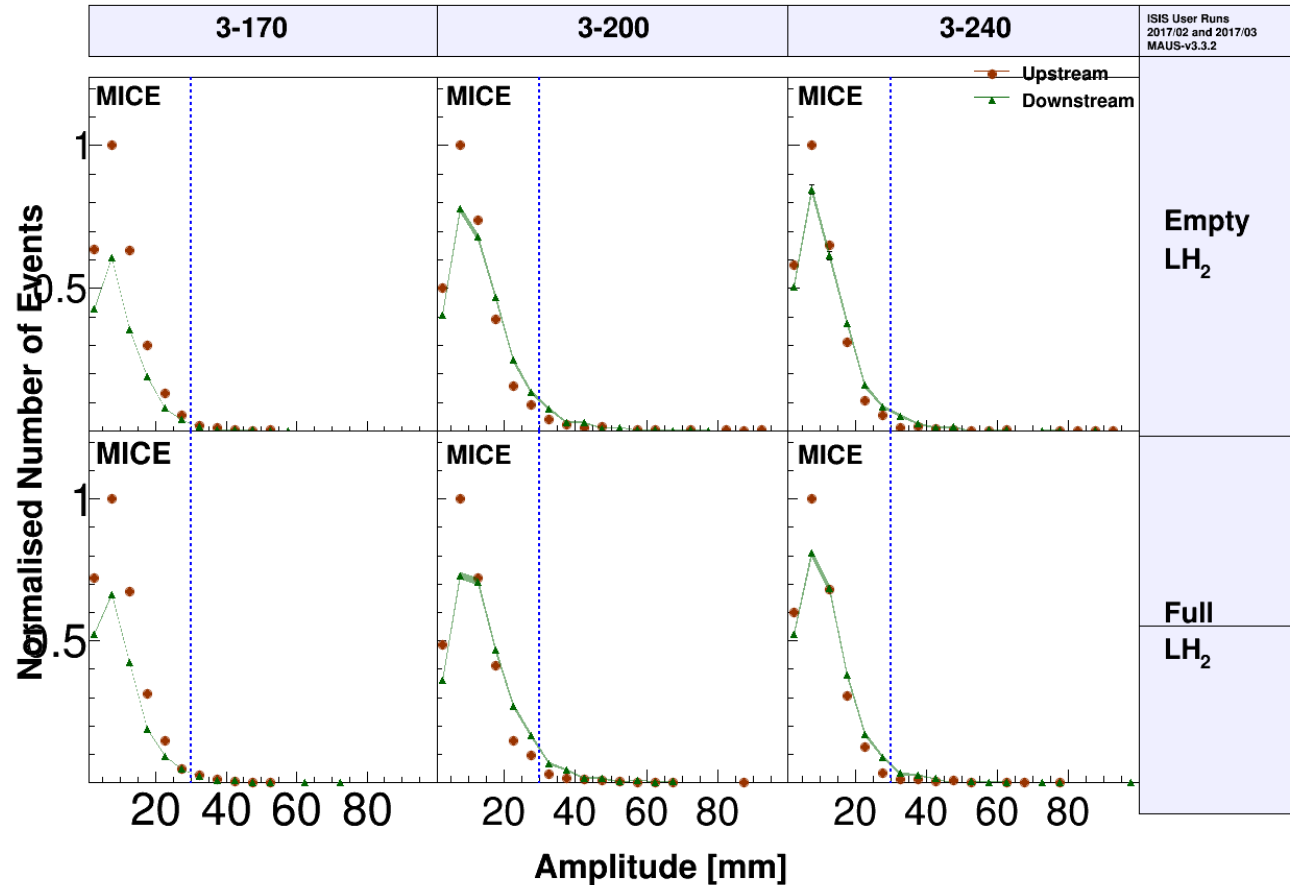 3-170
3-200
3-240
ISIS User Runs
2017/02 and 2017/03
MAUS-v3.3.2
Upstream
Downstream
MICE
MICE
MICE
1
0.5
Empty
LH2
MICE
MICE
MICE
1
0.5
Full
LH2
20 40 60 80
20 40 60 80
20 40 60 80
Normalised Number of Events
Amplitude [mm]